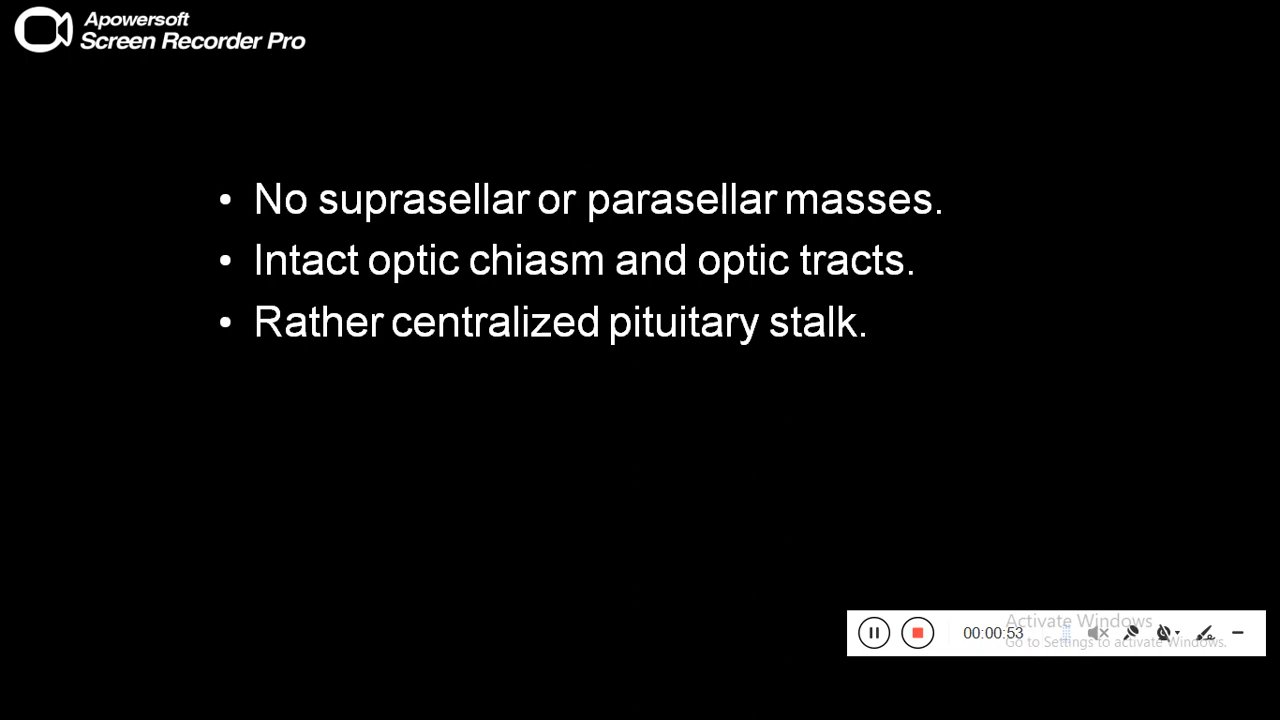 Apowersoft
Screen Recorder Pro
• No suprasellar or parasellar masses.
• Intact optic chiasm and optic tracts.
• Rather centralized pituitary stalk.
Activate Windows
00:00:53
Go to Settings to activate Windows.